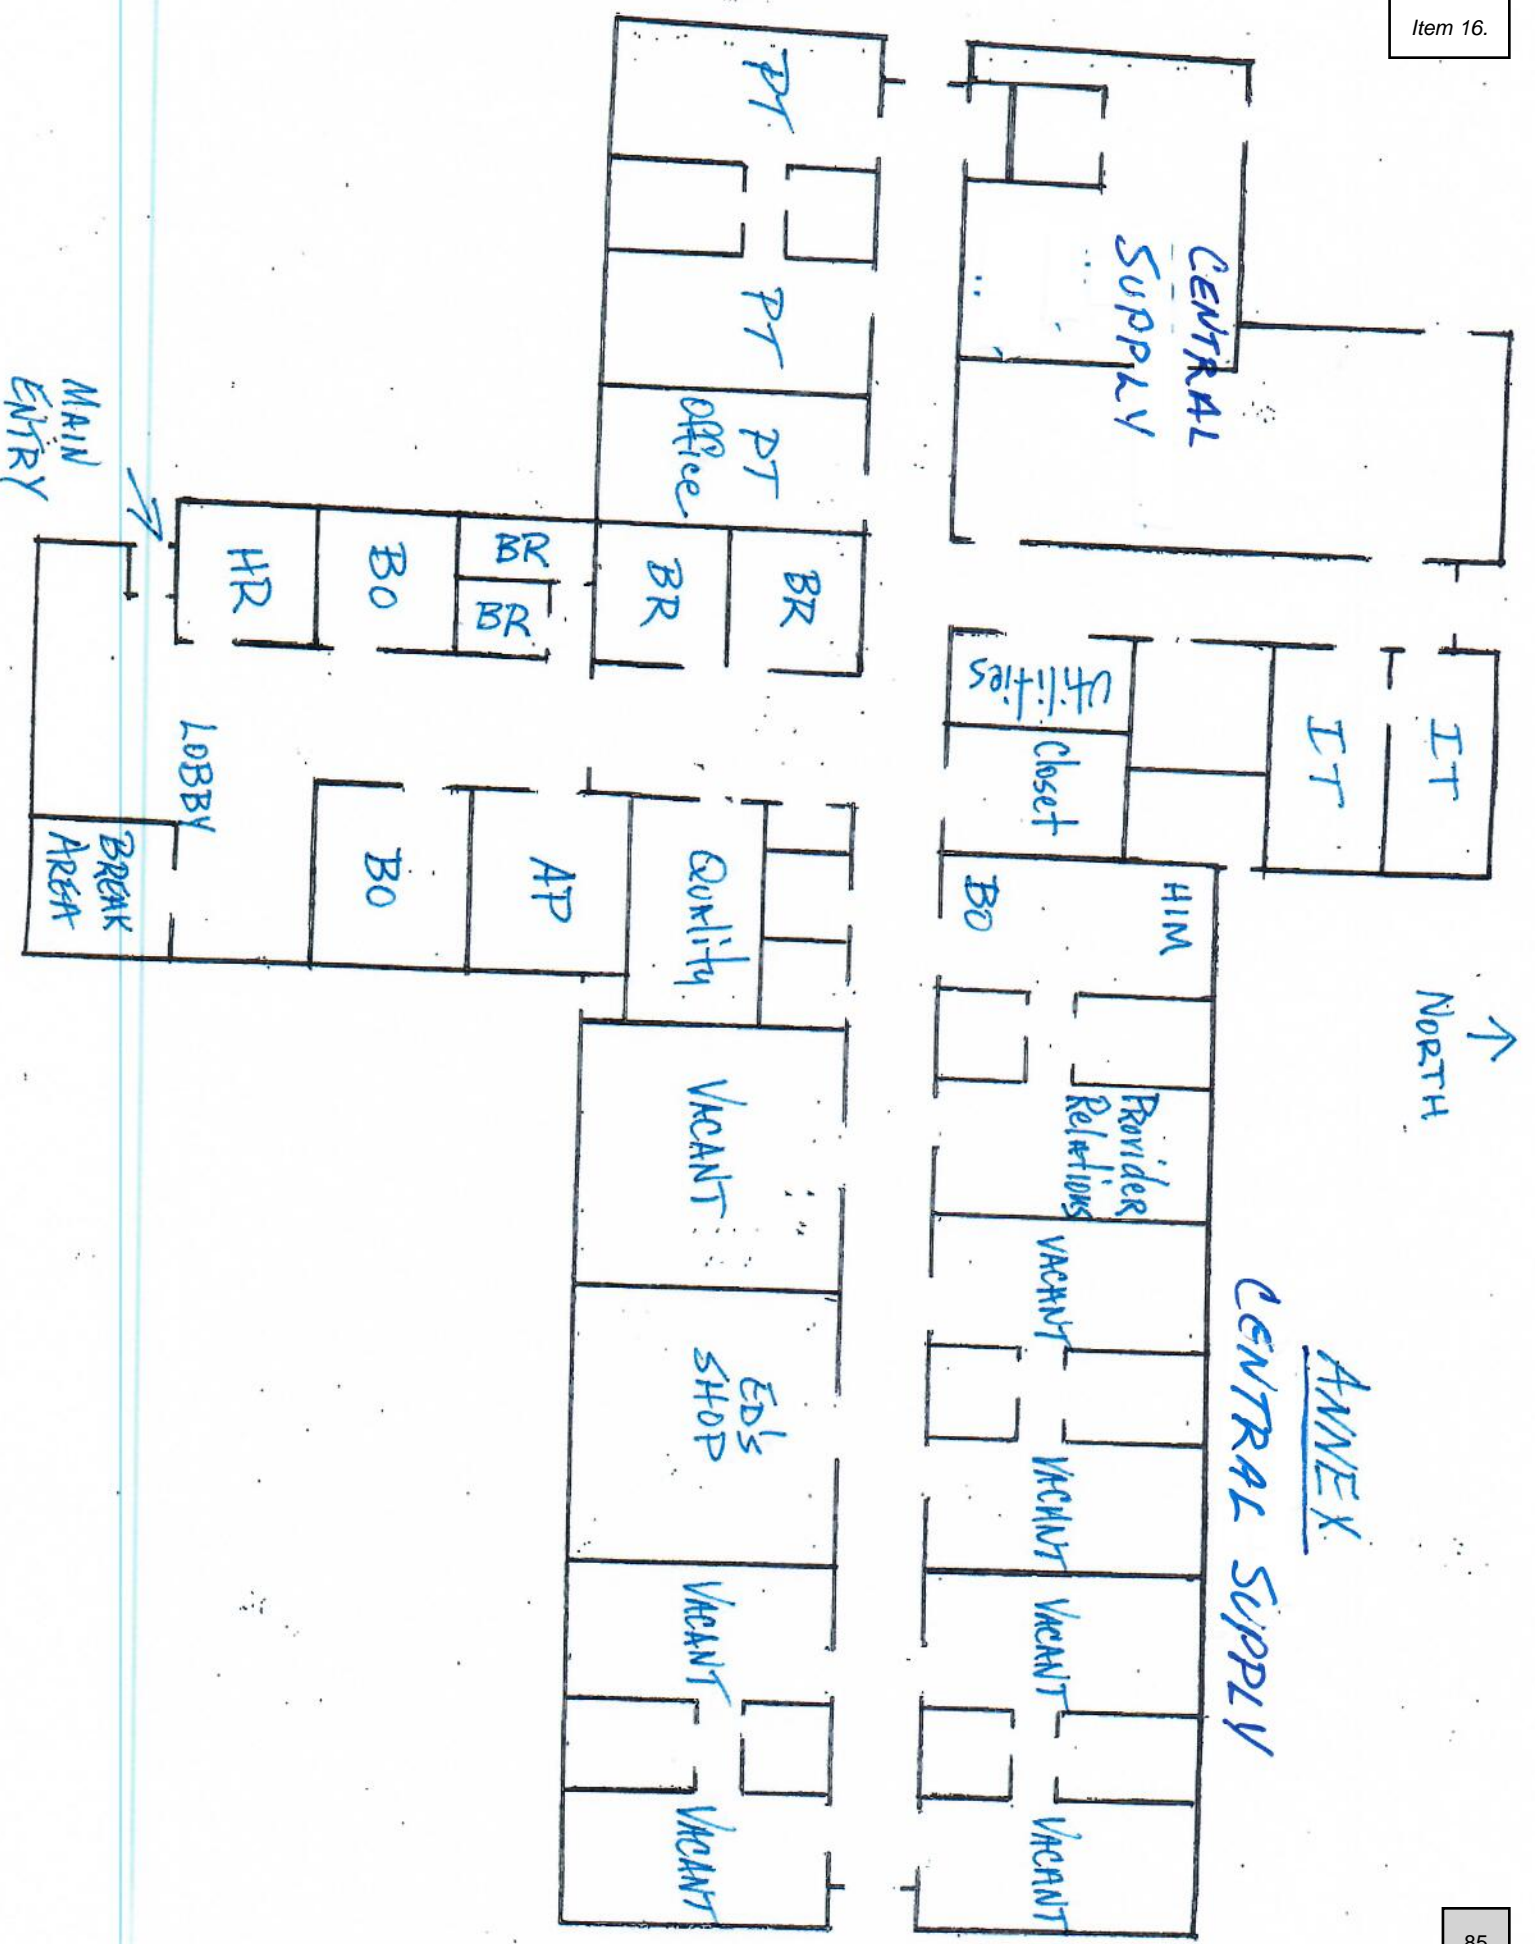 Item 16.
ANNEX
CENTRAL SUPPLY
↑
NORTH
CENTRAL
SUPPLY
IT
IT
Utilities
Closet
HIM
BO
Provider
Relations
VACANT
VACANT
VACANT
VACANT
PT
PT
PT
Office
BR
BR
BR
BR
BO
HR
MAIN
ENTRY
LOBBY
BREAK
AREA
BO
AP
Quality
VACANT
ED's
SHOP
VACANT
VACANT
85